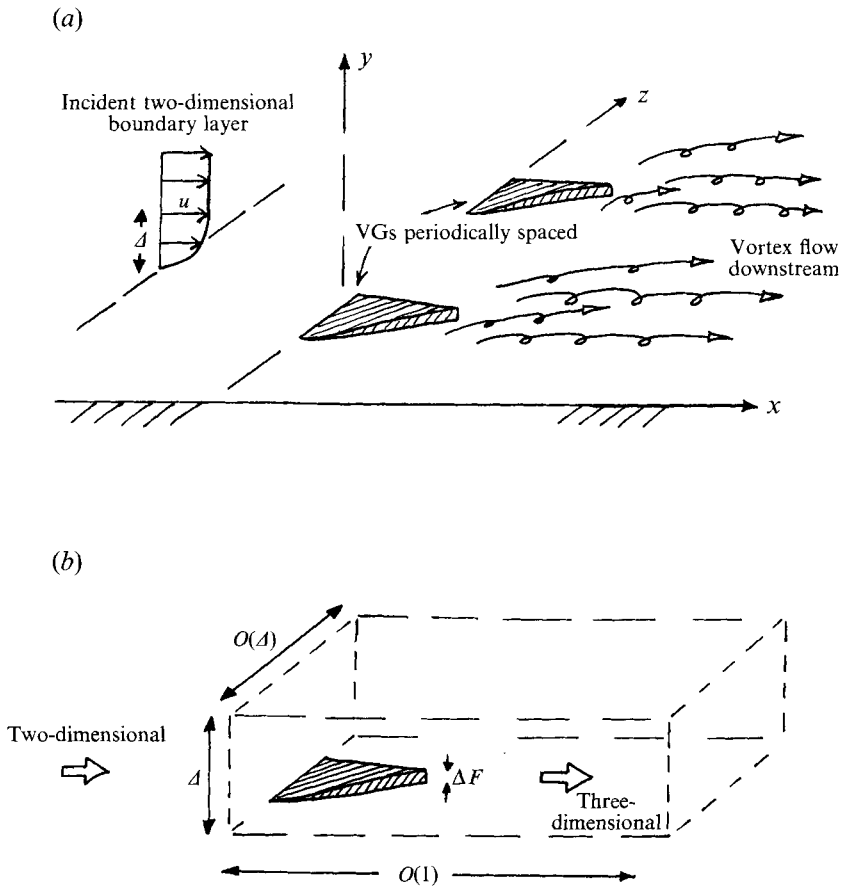 (a)
y
z
Incident two-dimensional
boundary layer
u
Δ
VGs periodically spaced
Vortex flow
downstream
x
(b)
O(Δ)
Two-dimensional
Δ
ΔF
Three-
dimensional
O(1)